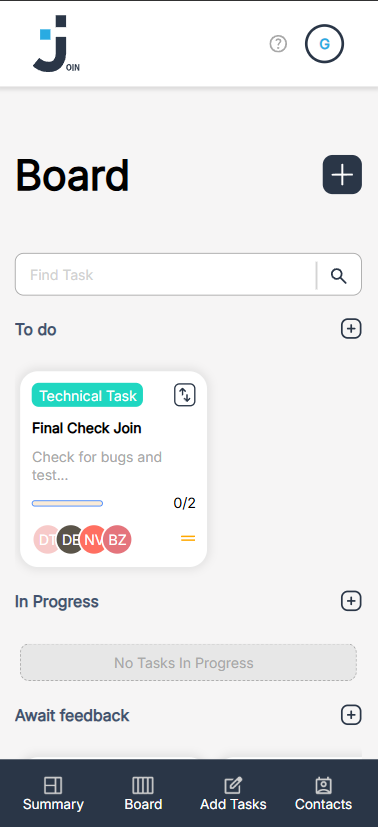 JOIN
?
G
Board
Find Task
To do
Technical Task
Final Check Join
Check for bugs and
test...
0/2
DT DE NV BZ
In Progress
No Tasks In Progress
Await feedback
Summary Board Add Tasks Contacts